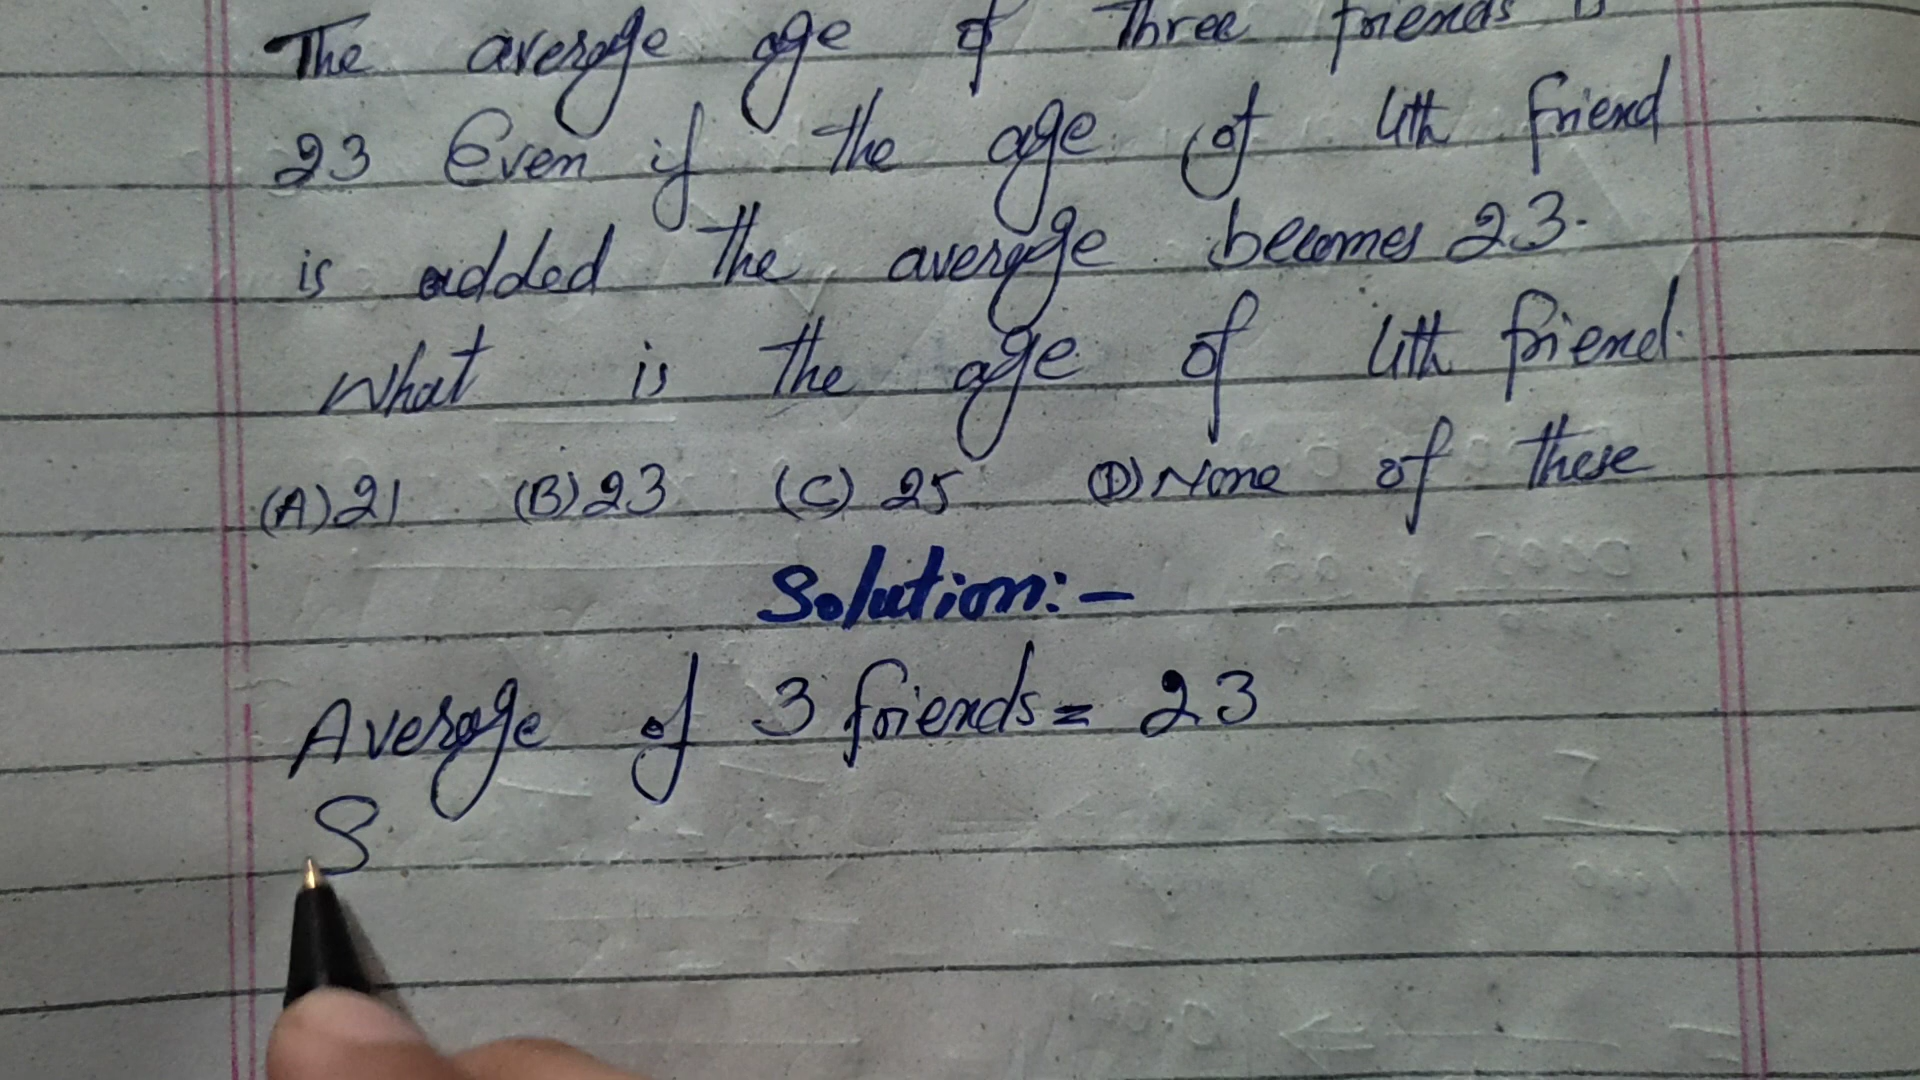 The average age of Three friends is
23 Even if the age of 4th friend
is added the average becomes 23.
What is the age of 4th friend.
(A) 21 (B) 23 (C) 25 (D) None of these
Solution:-
Average of 3 friends = 23
S